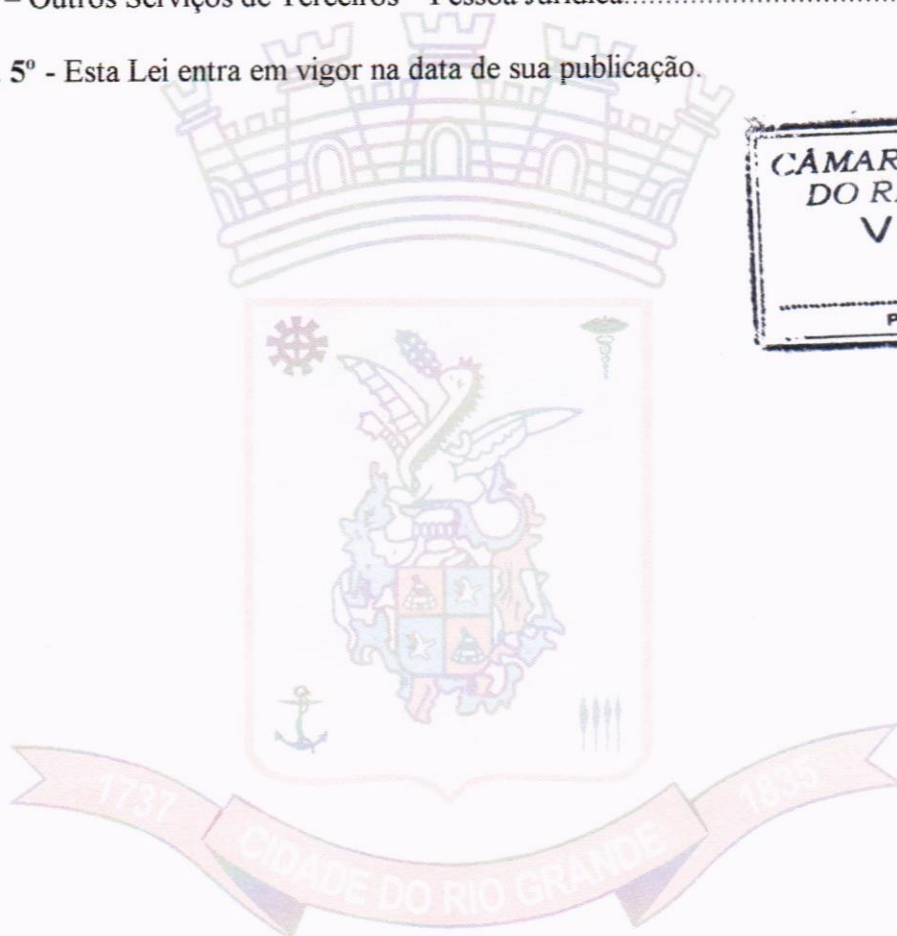 – Outros Serviços de Terceiros – Pessoa Jurídica
5º - Esta Lei entra em vigor na data de sua publicação.
CÂMAR
DO R
V
P
1737
1835
CIDADE DO RIO GRANDE